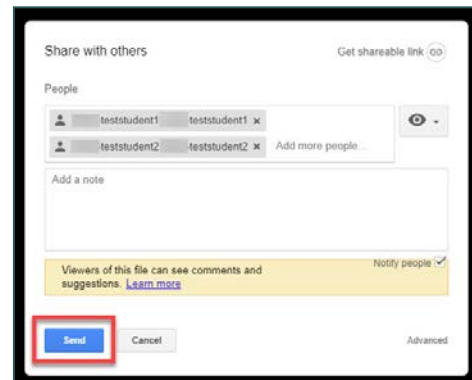 Share with others Get shareable link
People
teststudent1 teststudent1 x
teststudent2 -teststudent2 x Add more people...
Add a note
Notify people
Viewers of this file can see comments and
suggestions. Learn more
Send Cancel Advanced